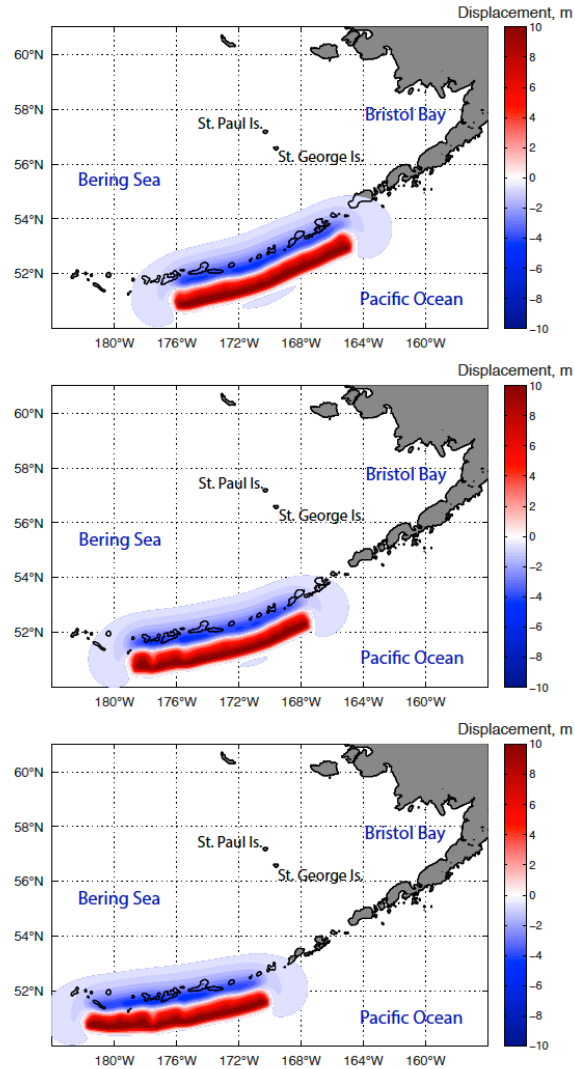 Displacement, m
60°N
58°N
56°N
54°N
52°N
Bristol Bay
St. Paul Is.
St. George Is.
Bering Sea
Pacific Ocean
180°W
176°W
172°W
168°W
164°W
160°W
10
8
6
4
2
0
−2
−4
−6
−8
−10
Displacement, m
60°N
58°N
56°N
54°N
52°N
Bristol Bay
St. Paul Is.
St. George Is.
Bering Sea
Pacific Ocean
180°W
176°W
172°W
168°W
164°W
160°W
10
8
6
4
2
0
−2
−4
−6
−8
−10
Displacement, m
60°N
58°N
56°N
54°N
52°N
Bristol Bay
St. Paul Is.
St. George Is.
Bering Sea
Pacific Ocean
180°W
176°W
172°W
168°W
164°W
160°W
10
8
6
4
2
0
−2
−4
−6
−8
−10